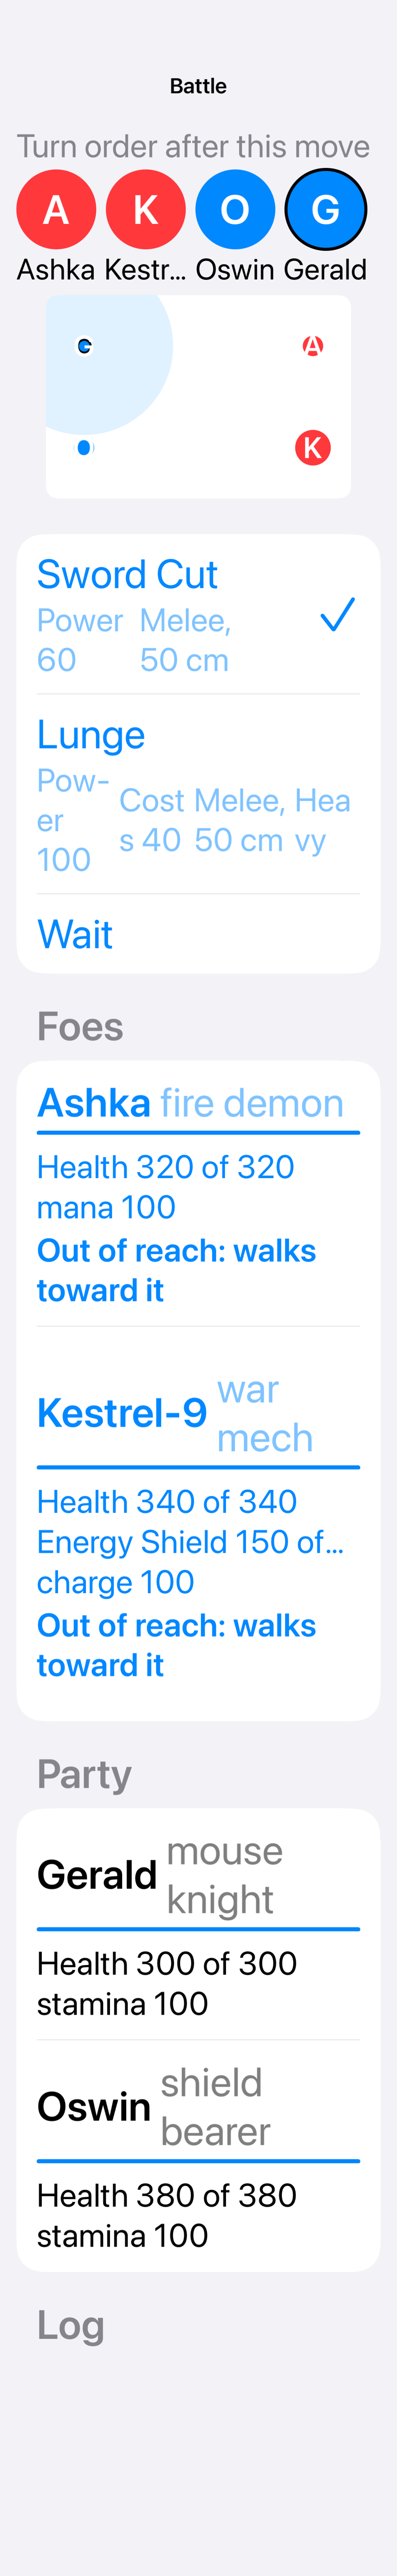 Battle
Turn order after this move
A K O G
Ashka Kestr... Oswin Gerald
G A
K
Sword Cut
Power Melee,
60 50 cm
Lunge
Pow-
er
100
Cost Melee, Hea
s 40 50 cm vy
Wait
Foes
Ashka fire demon
Health 320 of 320
mana 100
Out of reach: walks
toward it
Kestrel-9 war
mech
Health 340 of 340
Energy Shield 150 of...
charge 100
Out of reach: walks
toward it
Party
Gerald mouse
knight
Health 300 of 300
stamina 100
Oswin shield
bearer
Health 380 of 380
stamina 100
Log